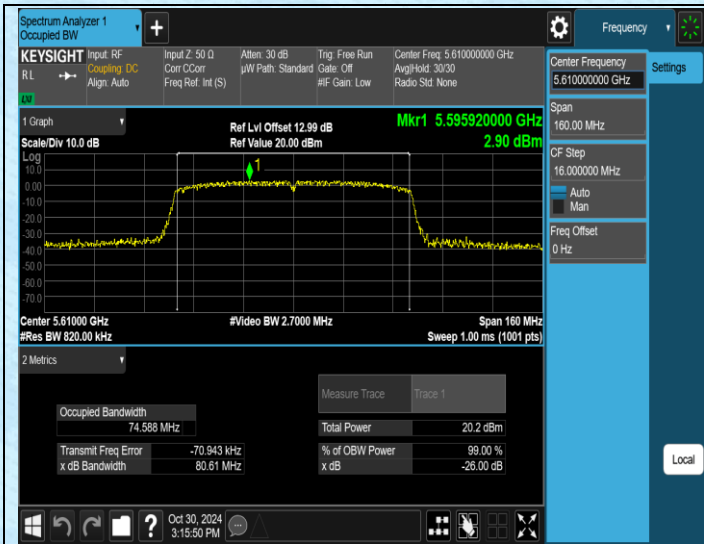 Spectrum Analyzer 1
Occupied BW
+
Frequency
KEYSIGHT
RL
LXI
Input: RF
Coupling: DC
Align: Auto
Input Z: 50 Ω
Corr CCorr
Freq Ref: Int (S)
Atten: 30 dB
µW Path: Standard
Trig: Free Run
Gate: Off
#IF Gain: Low
Center Freq: 5.610000000 GHz
Avg|Hold: 30/30
Radio Std: None
Center Frequency
5.610000000 GHz
Settings
Span
160.00 MHz
CF Step
16.000000 MHz
Auto
Man
Freq Offset
0 Hz
1 Graph
Scale/Div 10.0 dB
Ref Lvl Offset 12.99 dB
Ref Value 20.00 dBm
Mkr1 5.595920000 GHz
2.90 dBm
Log
10.0
0.00
-10.0
-20.0
-30.0
-40.0
-50.0
-60.0
-70.0
1
Center 5.61000 GHz
#Res BW 820.00 kHz
#Video BW 2.7000 MHz
Span 160 MHz
Sweep 1.00 ms (1001 pts)
2 Metrics
Measure Trace Trace 1
Occupied Bandwidth
74.588 MHz
Total Power 20.2 dBm
Transmit Freq Error -70.943 kHz
% of OBW Power 99.00 %
x dB Bandwidth 80.61 MHz
x dB -26.00 dB
Local
?
Oct 30, 2024
3:15:50 PM